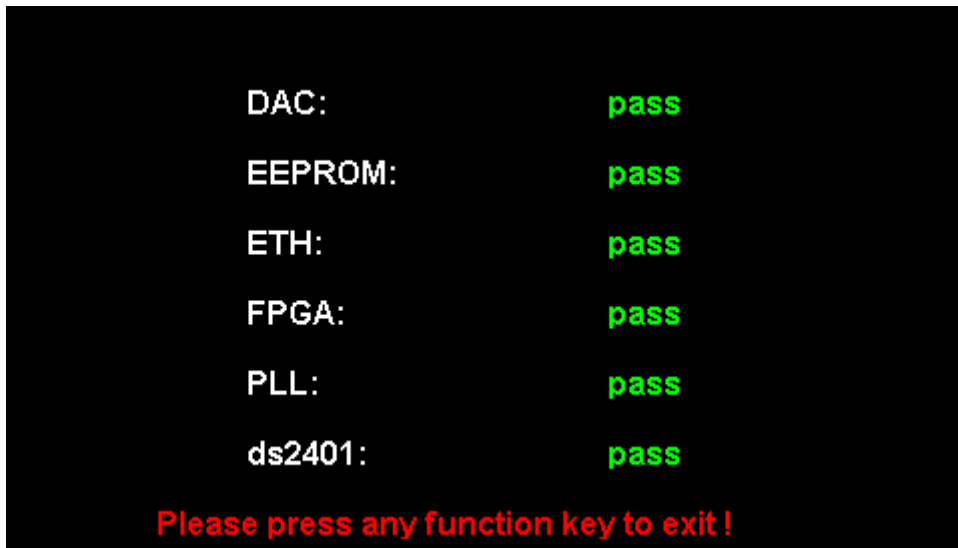 DAC: pass
EEPROM: pass
ETH: pass
FPGA: pass
PLL: pass
ds2401: pass
Please press any function key to exit !